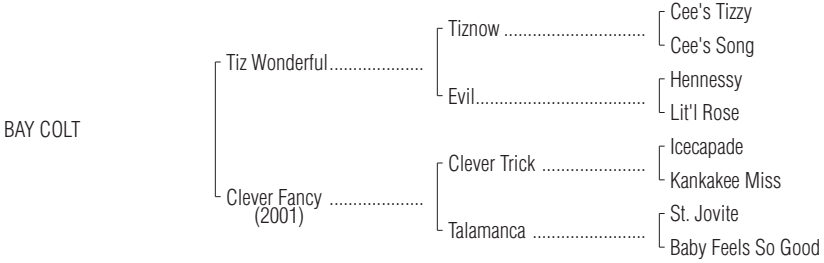 Cee's Tizzy
Tiznow ..............................
Cee's Song
Tiz Wonderful....................
Hennessy
Evil....................................
Lit'l Rose
BAY COLT
Icecapade
Clever Trick ......................
Kankakee Miss
Clever Fancy ....................
(2001)
St. Jovite
Talamanca ........................
Baby Feels So Good